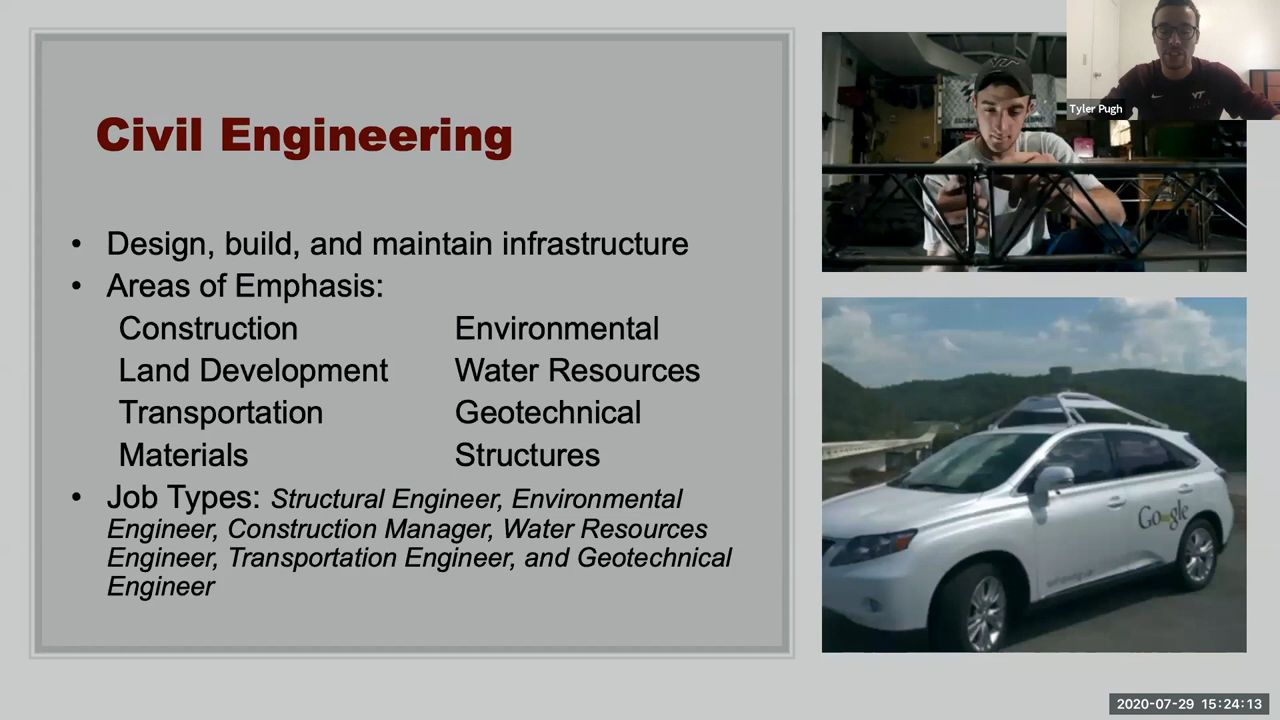 Civil Engineering
• Design, build, and maintain infrastructure
• Areas of Emphasis:
Construction Environmental
Land Development Water Resources
Transportation Geotechnical
Materials Structures
• Job Types: Structural Engineer, Environmental
Engineer, Construction Manager, Water Resources
Engineer, Transportation Engineer, and Geotechnical
Engineer
Tyler Pugh
VT
Google
2020-07-29 15:24:13